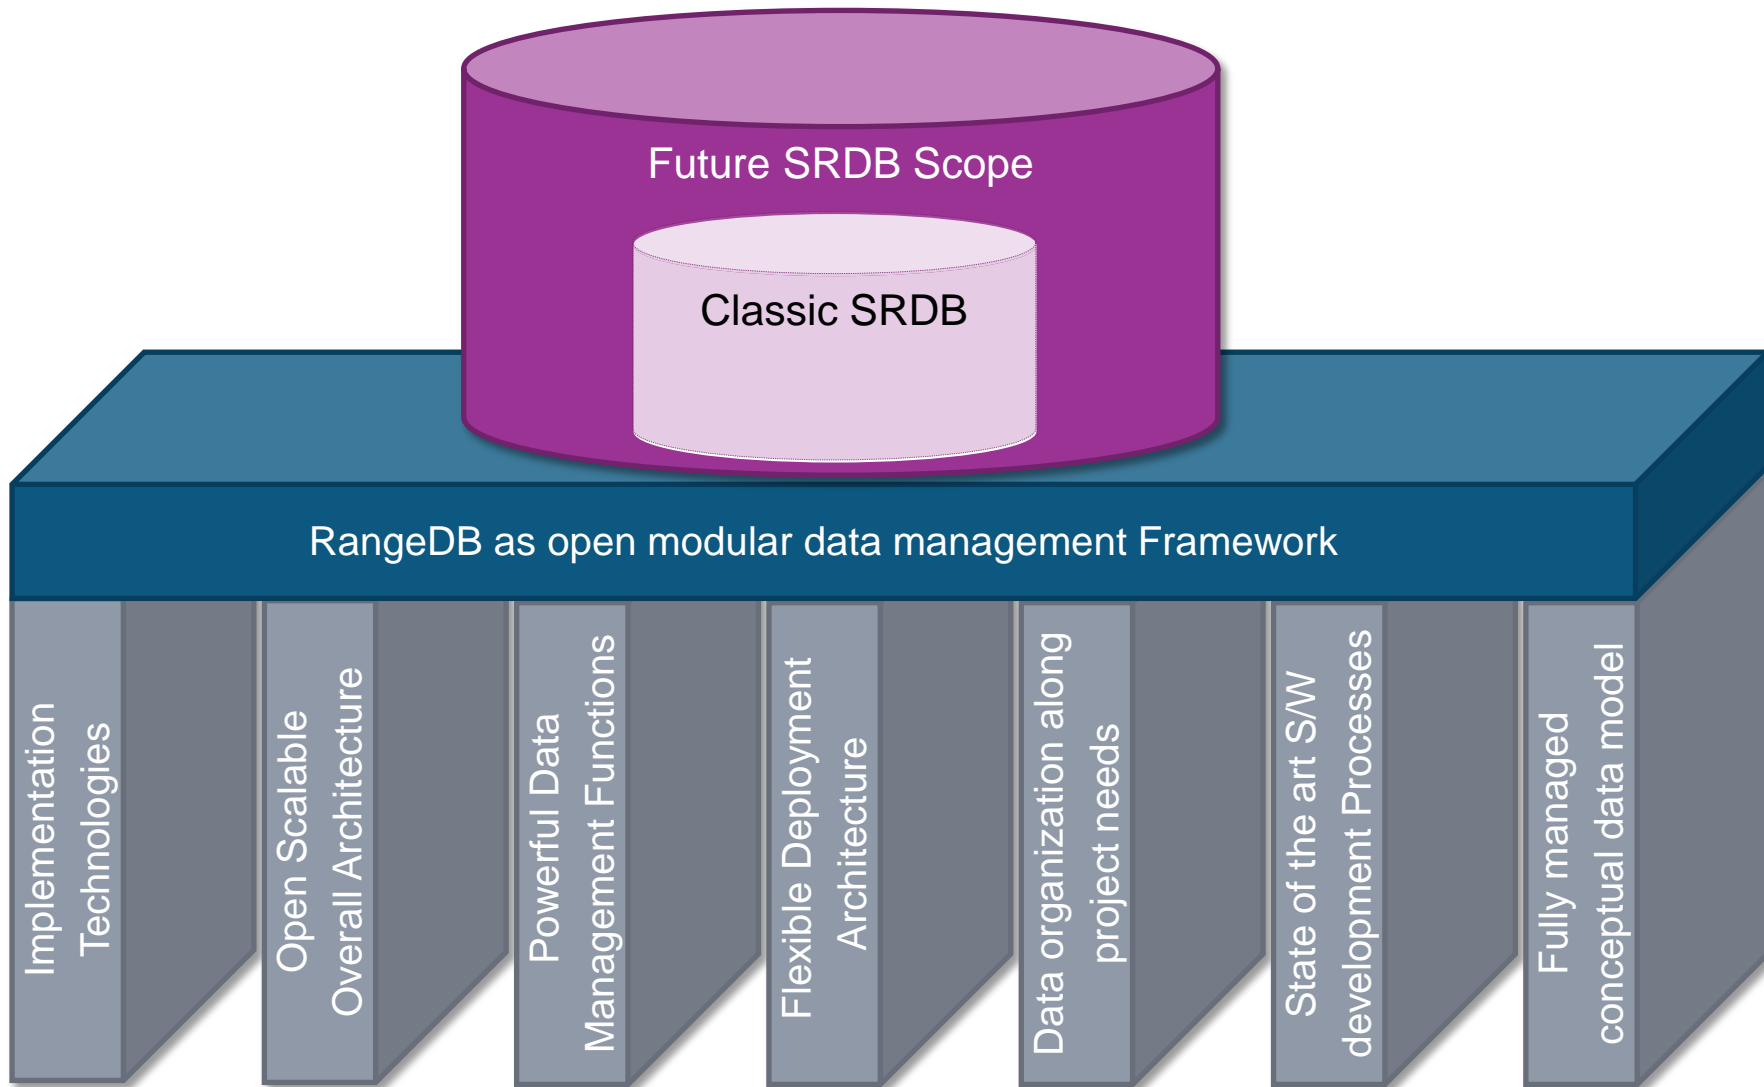 Future SRDB Scope
Classic SRDB
RangeDB as open modular data management Framework
Implementation
Technologies
Open Scalable
Overall Architecture
Powerful Data
Management Functions
Flexible Deployment
Architecture
Data organization along
project needs
State of the art S/W
development Processes
Fully managed
conceptual data model